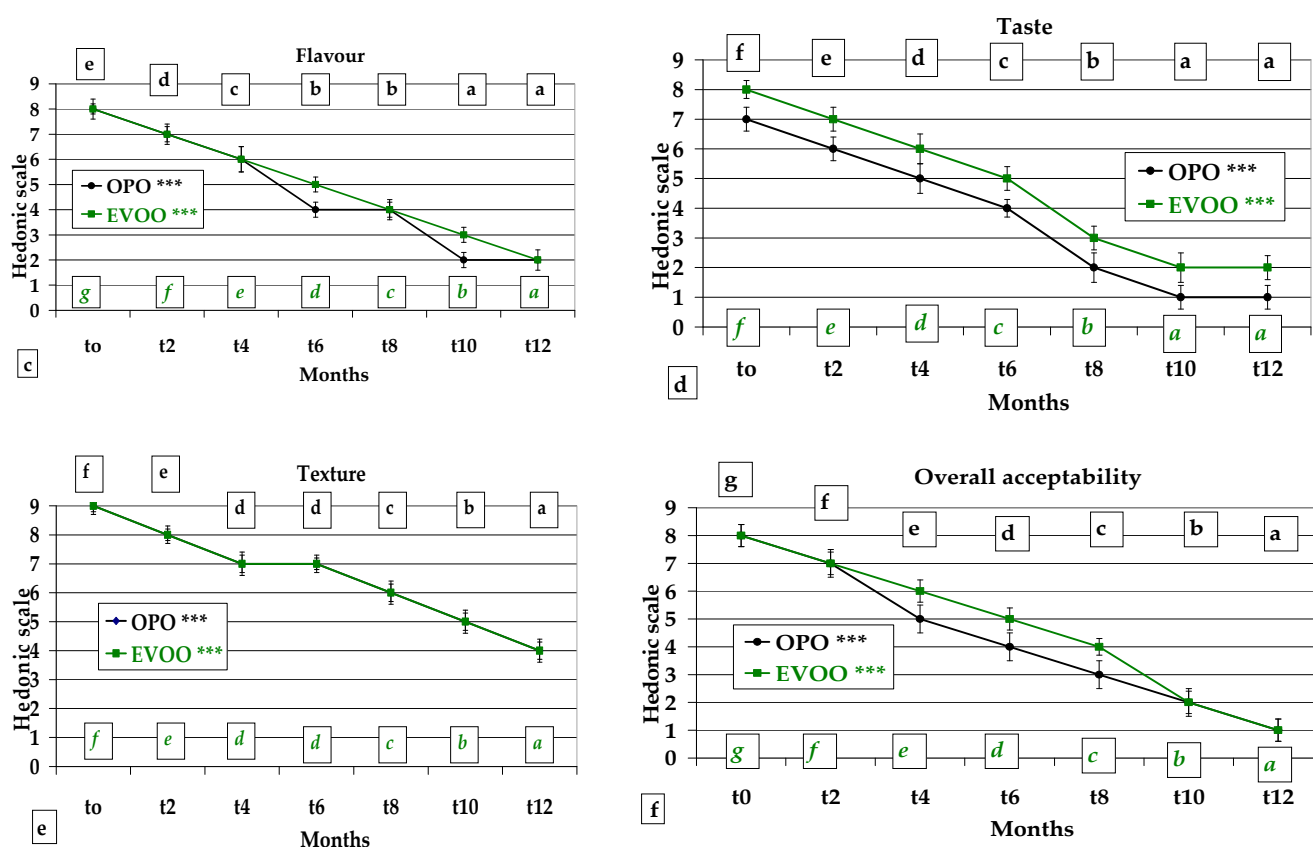 Flavour
e d c b b a a
9
8
7
6
5
4
3
2
1
0
Hedonic scale
OPO ***
EVOO ***
g f e d c b a
to t2 t4 t6 t8 t10 t12
Months
c
Taste
f e d c b a a
9
8
7
6
5
4
3
2
1
0
Hedonic scale
OPO ***
EVOO ***
f e d c b a a
to t2 t4 t6 t8 t10 t12
Months
d
Texture
f e d d c b a
9
8
7
6
5
4
3
2
1
0
Hedonic scale
OPO ***
EVOO ***
f e d d c b a
to t2 t4 t6 t8 t10 t12
Months
e
Overall acceptability
g f e d c b a
9
8
7
6
5
4
3
2
1
0
Hedonic scale
OPO ***
EVOO ***
g f e d c b a
t0 t2 t4 t6 t8 t10 t12
Months
f